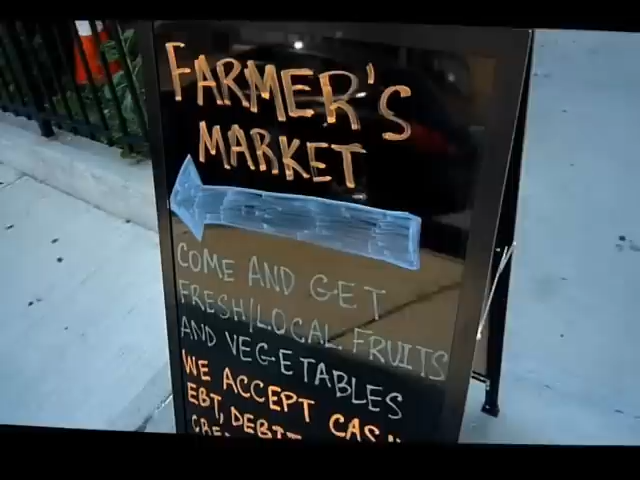 FARMER'S
MARKET
COME AND GET
FRESH/LOCAL FRUITS
AND VEGETABLES
WE ACCEPT
EBT, DEBIT